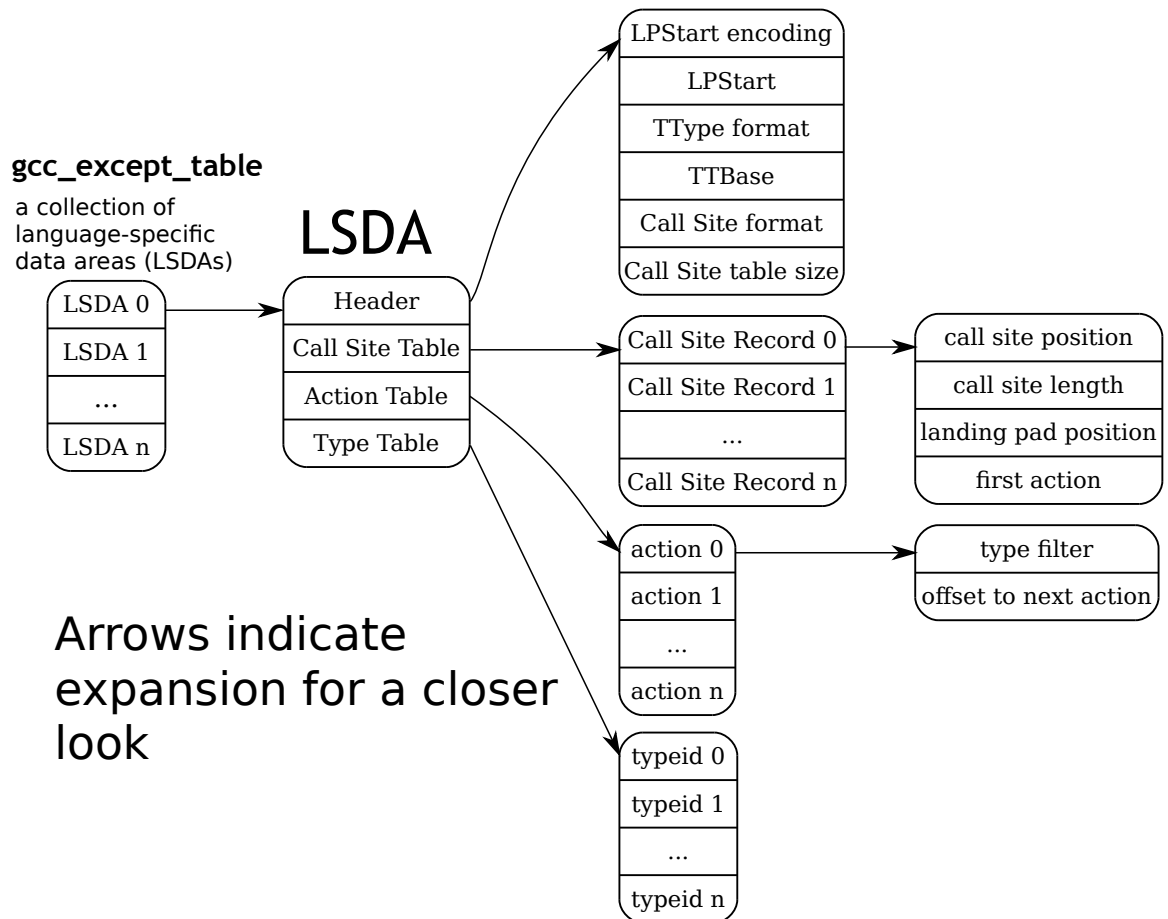 gcc_except_table
a collection of
language-specific
data areas (LSDAs)
LSDA 0
LSDA 1
...
LSDA n
LSDA
Header
Call Site Table
Action Table
Type Table
LPStart encoding
LPStart
TType format
TTBase
Call Site format
Call Site table size
Call Site Record 0
Call Site Record 1
...
Call Site Record n
call site position
call site length
landing pad position
first action
action 0
action 1
...
action n
type filter
offset to next action
typeid 0
typeid 1
...
typeid n
Arrows indicate
expansion for a closer
look